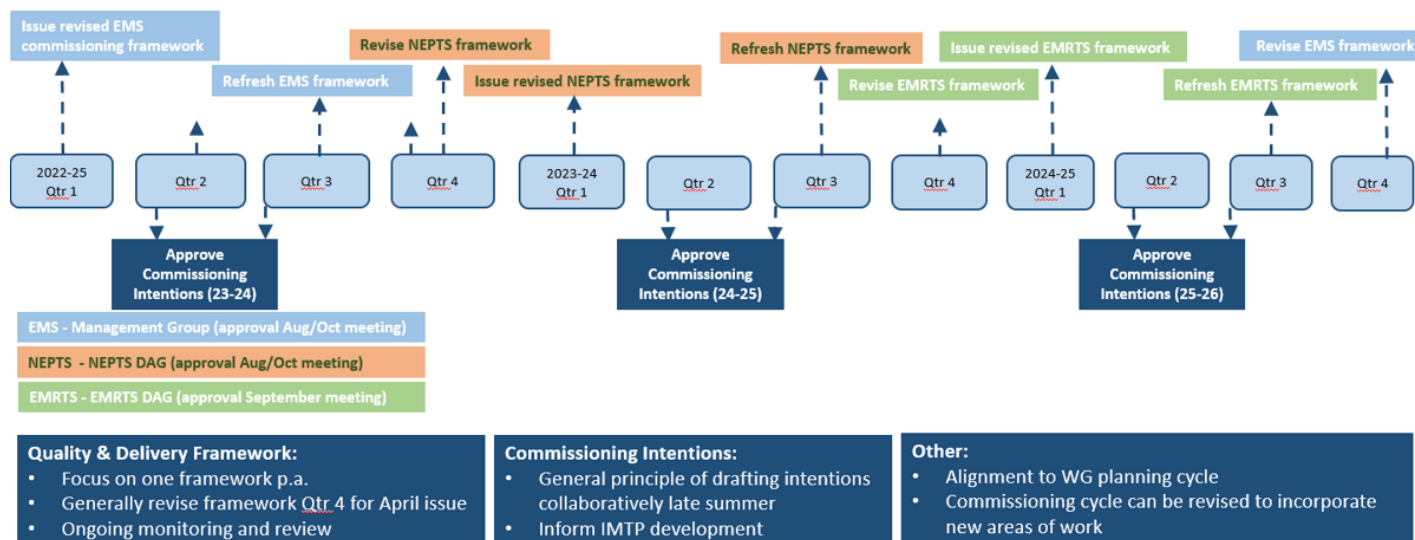 Issue revised EMS
commissioning framework
Revise NEPTS framework
Refresh NEPTS framework
Issue revised EMRTS framework
Revise EMS framework
Refresh EMS framework
Issue revised NEPTS framework
Revise EMRTS framework
Refresh EMRTS framework
2022-25
Qtr 1
Qtr 2
Qtr 3
Qtr 4
2023-24
Qtr 1
Qtr 2
Qtr 3
Qtr 4
2024-25
Qtr 1
Qtr 2
Qtr 3
Qtr 4
Approve
Commissioning
Intentions (23-24)
Approve
Commissioning
Intentions (24-25)
Approve
Commissioning
Intentions (25-26)
EMS - Management Group (approval Aug/Oct meeting)
NEPTS - NEPTS DAG (approval Aug/Oct meeting)
EMRTS - EMRTS DAG (approval September meeting)
Quality & Delivery Framework:
• Focus on one framework p.a.
• Generally revise framework Qtr 4 for April issue
• Ongoing monitoring and review
Commissioning Intentions:
• General principle of drafting intentions
collaboratively late summer
• Inform IMTP development
Other:
• Alignment to WG planning cycle
• Commissioning cycle can be revised to incorporate
new areas of work